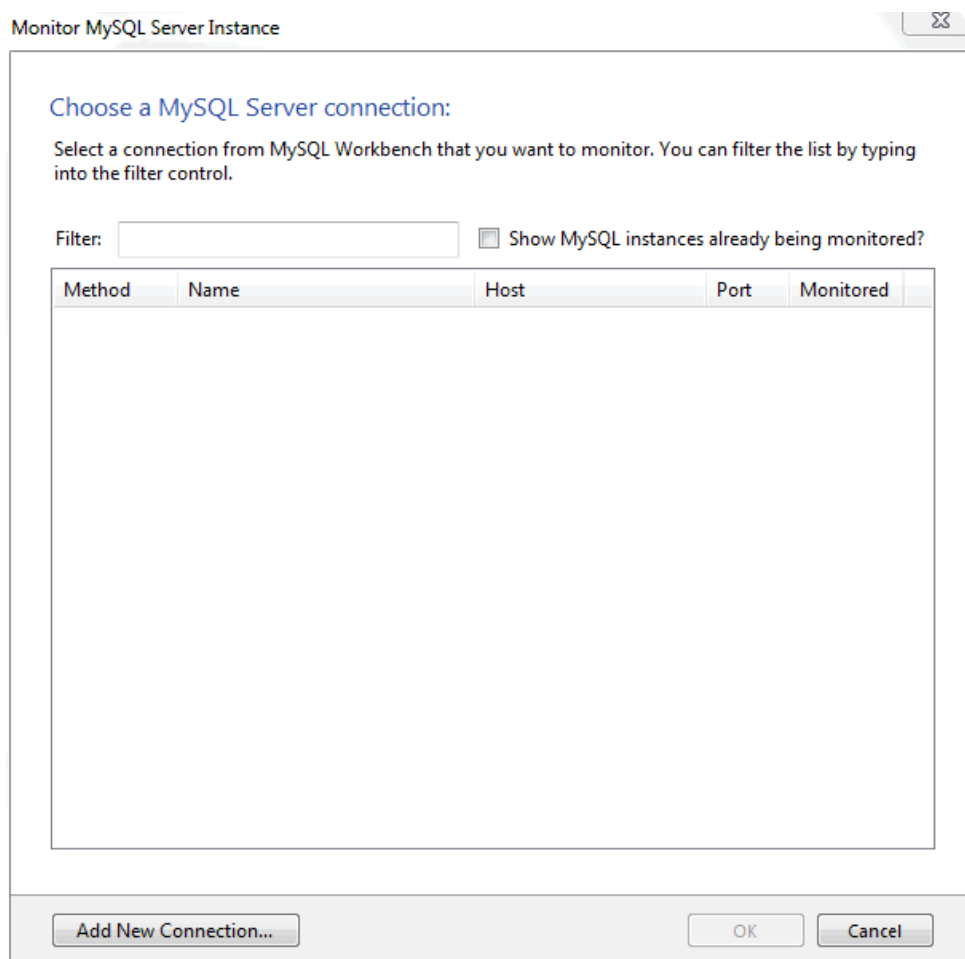 Monitor MySQL Server Instance
Choose a MySQL Server connection:
Select a connection from MySQL Workbench that you want to monitor. You can filter the list by typing
into the filter control.
Filter: Show MySQL instances already being monitored?
Method Name Host Port Monitored
Add New Connection... OK Cancel